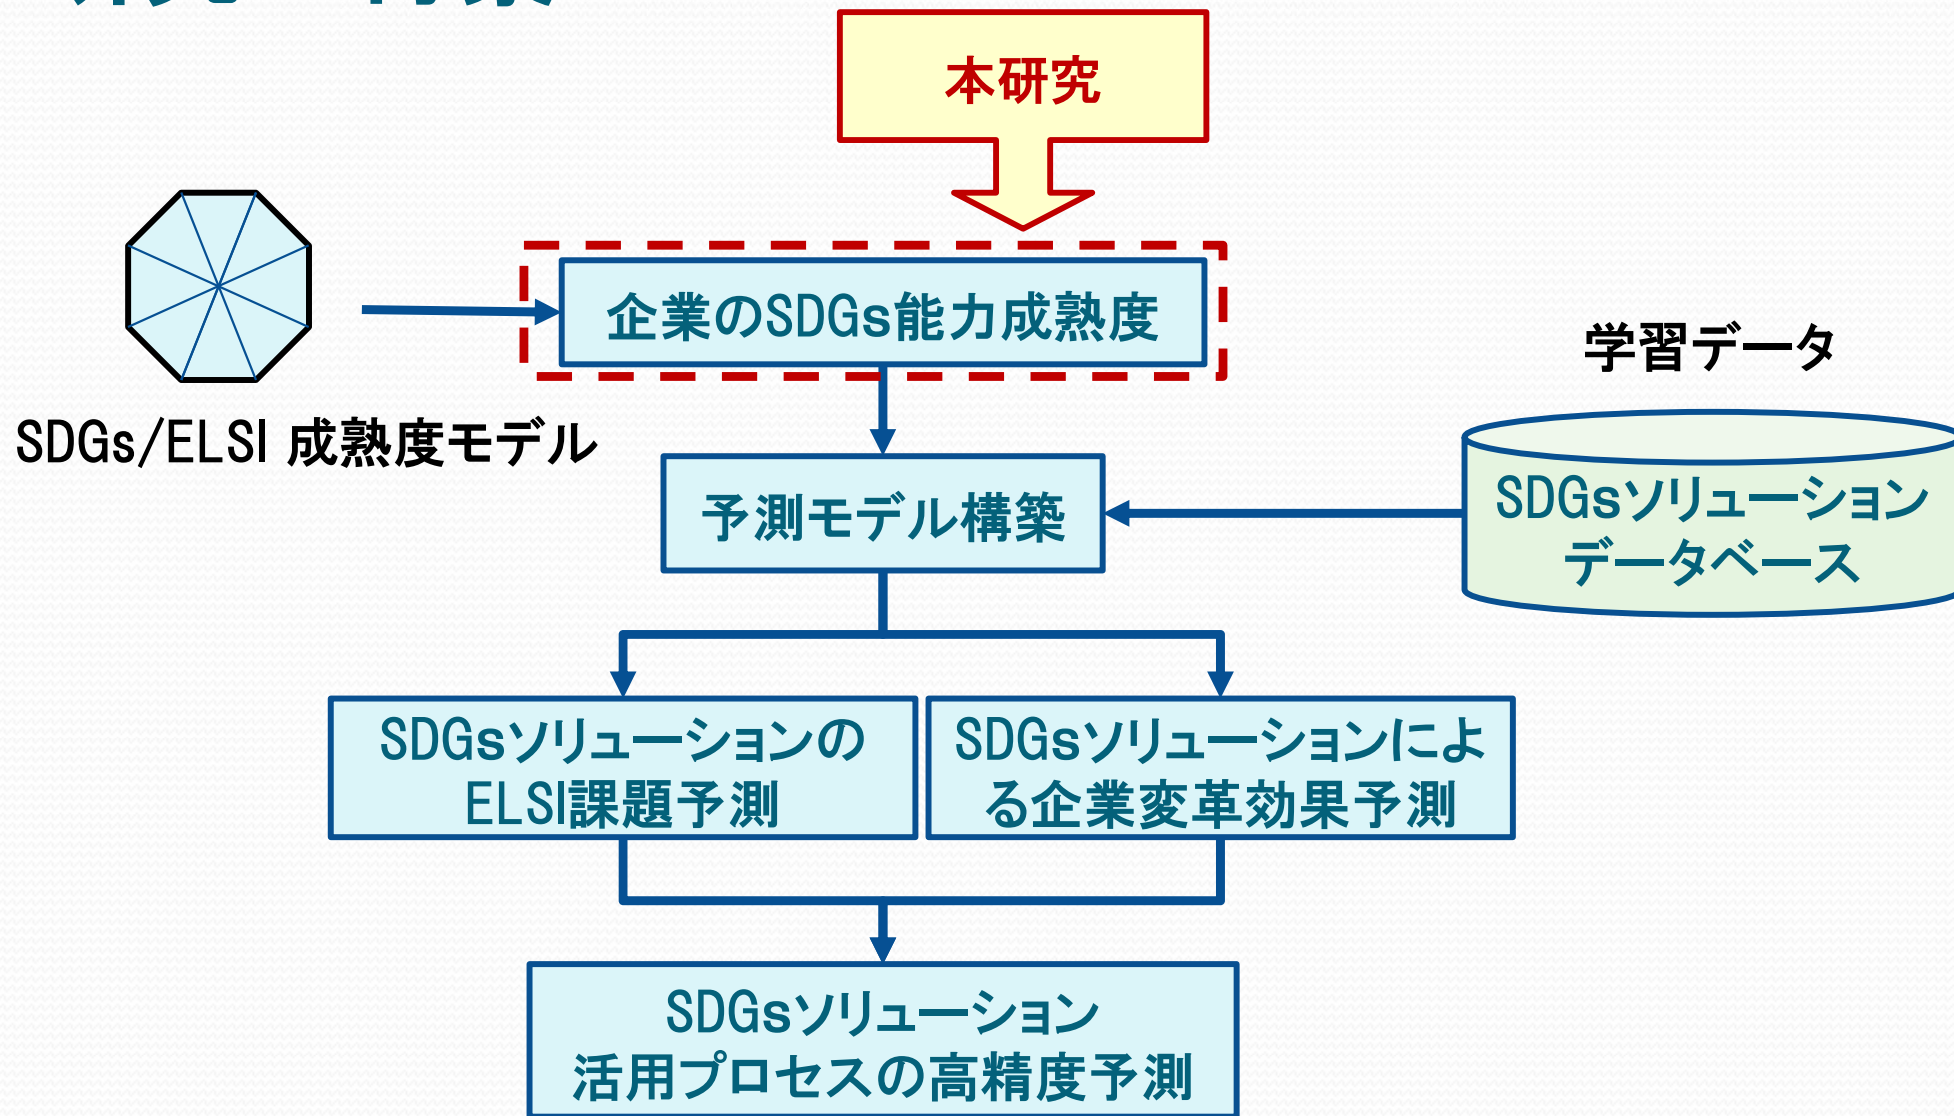 本研究
企業のSDGs能力成熟度
SDGs/ELSI 成熟度モデル
学習データ
予測モデル構築
SDGsソリューション
データベース
SDGsソリューションの
ELSI課題予測
SDGsソリューションによ
る企業変革効果予測
SDGsソリューション
活用プロセスの高精度予測